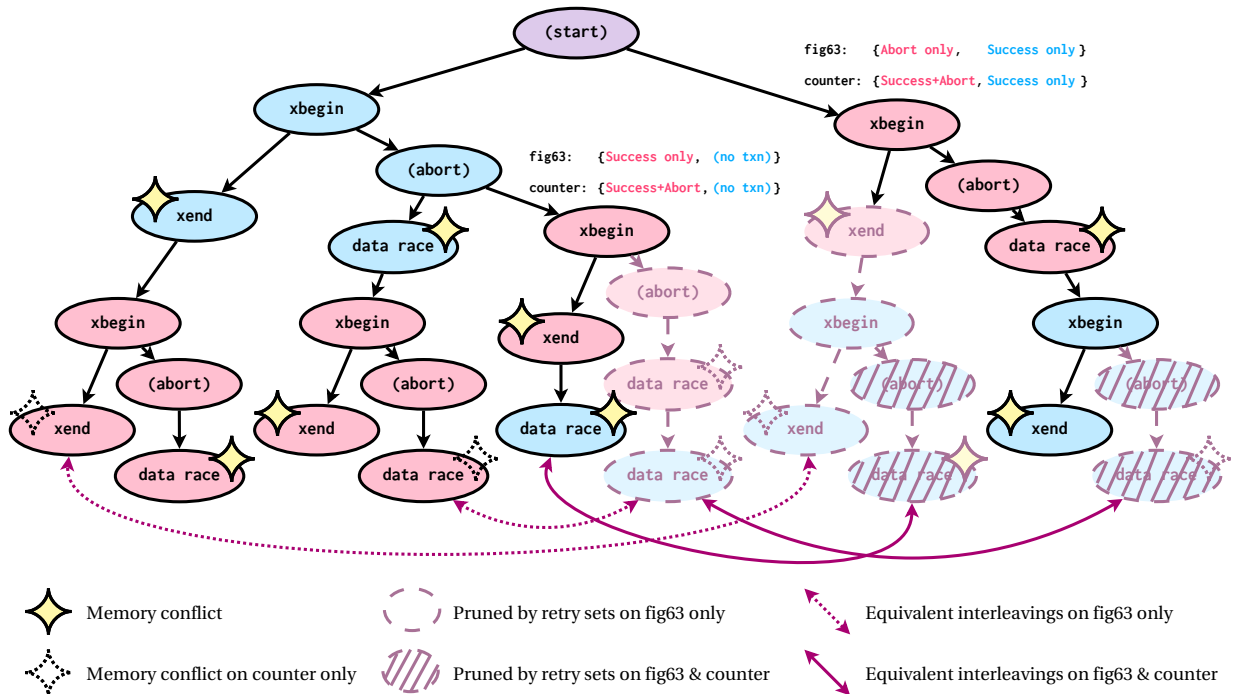 (start)
fig63: {Abort only, Success only}
counter: {Success+Abort, Success only}
xbegin
xbegin
fig63: {Success only, (no txn)}
counter: {Success+Abort, (no txn)}
(abort)
(abort)
xend
data race
xbegin
xend
data race
(abort)
xbegin
xbegin
xend
xbegin
xbegin
(abort)
(abort)
data race
(abort)
(abort)
xend
xend
data race
xend
xend
data race
data race
data race
data race
data race
Memory conflict
Pruned by retry sets on fig63 only
Equivalent interleavings on fig63 only
Memory conflict on counter only
Pruned by retry sets on fig63 & counter
Equivalent interleavings on fig63 & counter